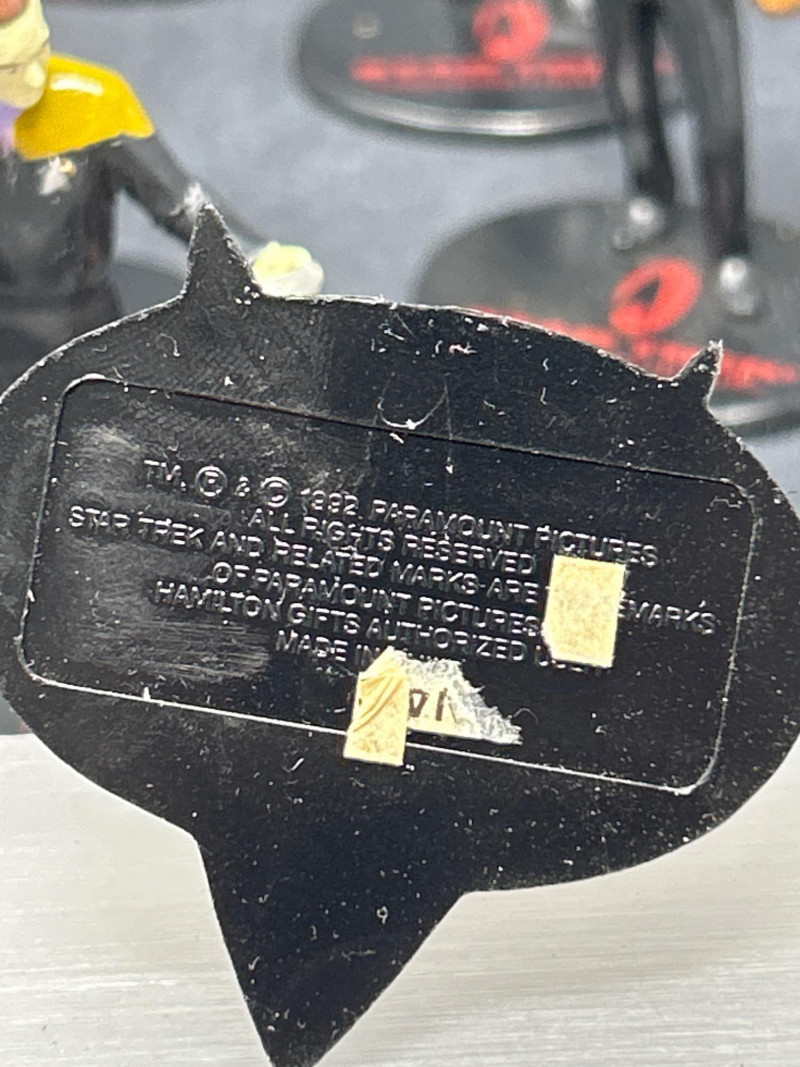 TM, ® & © 1992 PARAMOUNT PICTURES
ALL RIGHTS RESERVED
STAR TREK AND RELATED MARKS ARE EMARKS
OF PARAMOUNT PICTURES
HAMILTON GIFTS AUTHORIZED
MADE IN